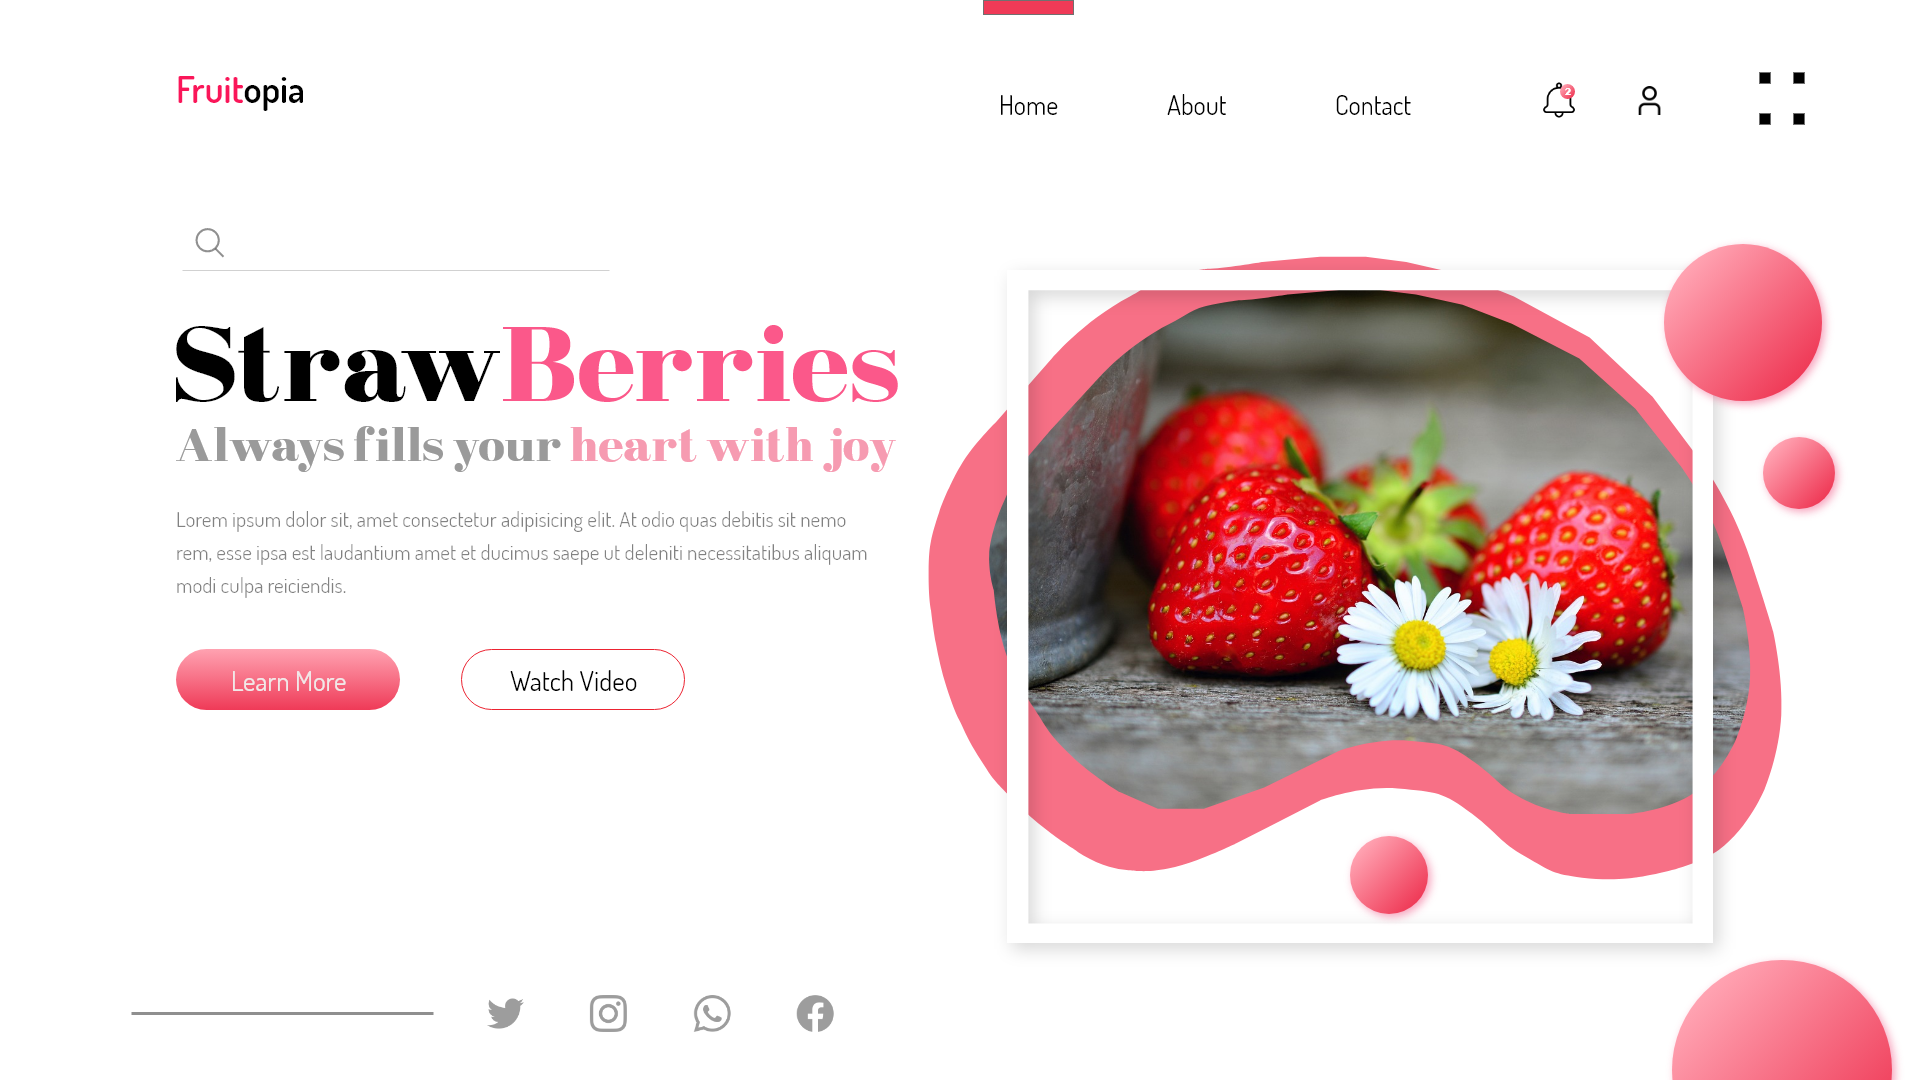 Fruitopia
Home About Contact
2
StrawBerries
Always fills your heart with joy
Lorem ipsum dolor sit, amet consectetur adipisicing elit. At odio quas debitis sit nemo
rem, esse ipsa est laudantium amet et ducimus saepe ut deleniti necessitatibus aliquam
modi culpa reiciendis.
Learn More Watch Video